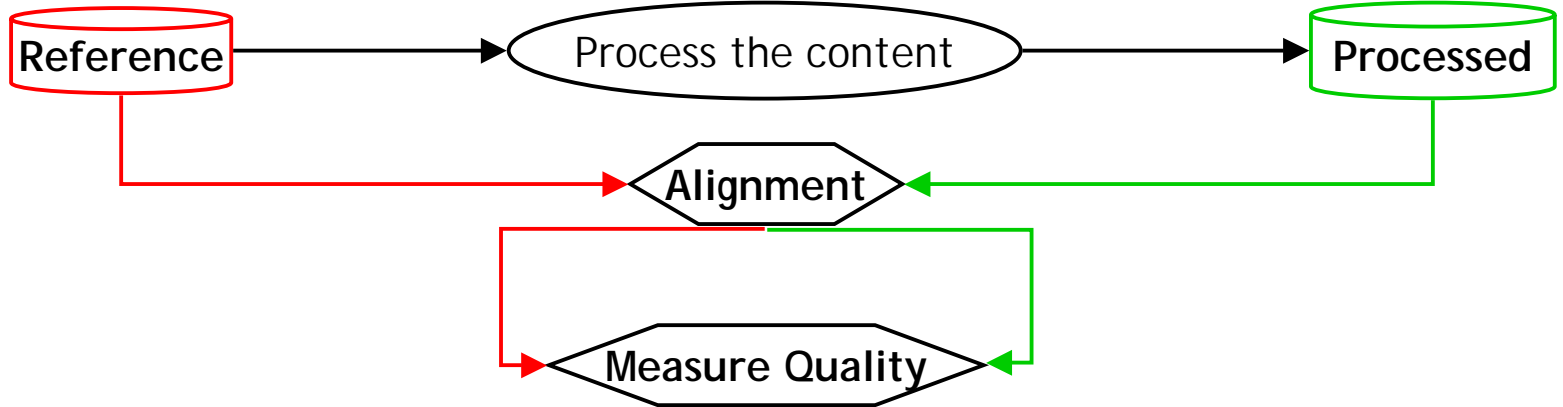 Reference
Process the content
Processed
Alignment
Measure Quality